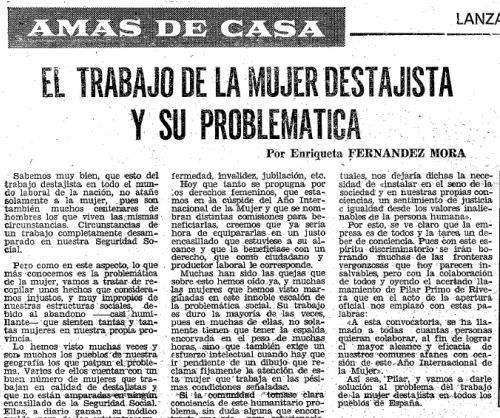 AMAS DE CASA
LANZA
EL TRABAJO DE LA MUJER DESTAJISTA
Y SU PROBLEMATICA
Por Enriqueta FERNANDEZ MORA
Sabemos muy bien, que esto del
trabajo destajista en todo el mun-
do laboral de la nación, no atañe
solamente a la mujer, pues son
también muchos centenares de
hombres los que viven las mismas
circunstancias. Circunstancias de
un trabajo completamente desam-
parado en nuestra Seguridad So-
cial.
Pero como en este aspecto, lo que
más conocemos es la problemática
de la mujer, vamos a tratar de re-
copilar unos hechos que considera-
mos injustos, y muy impropios de
nuestras estructuras sociales, de-
bido al abandono —casi humi-
llante— que sienten tantas y tan-
tas mujeres en nuestra propia pro-
vincia.
Lo hemos visto muchas veces y
son muchos los pueblos de nuestra
geografía los que palpan el proble-
ma. Varios de ellos cuentan con un
buen número de mujeres que tra-
bajan en calidad de destajistas y
que no están amparadas en ningún
encasillado de la Seguridad Social.
Ellas, a diario ganan su módico
fermedad, invalidez, jubilación, etc.
Hoy que tanto se propugna por
los derechos femeninos, que esta-
mos en la cúspide del Año Inter-
nacional de la Mujer y que se nom-
bran distintas comisiones para be-
neficiarlas, creemos que ya sería
hora de equipararlas en un justo
encasillado que estuviese a su al-
cance y que la beneficiase con un
derecho, que como ciudadano y
productor laboral le corresponde.
Muchas han sido las quejas que
sobre esto hemos oído ya, y muchas
las mujeres que hemos visto mar-
ginadas en este innoble escalón de
la problemática social. Su trabajo
es duro la mayoría de las veces,
pues en muchas de ellas, no sola-
mente tienen que tener la espalda
encorvada en el peso de muchas
horas, sino que también exige un
esfuerzo intelectual cuando hay que
ir pendiente de un dibujo que re-
clama fijamente la atención de es-
ta mujer que trabaja en las pési-
mas condiciones señaladas.
Si la comunidad tomase clara
conciencia de este humanitario pro-
blema, sin duda alguna que encon-
tuales, nos dejaría dichas la nece-
sidad de «instalar en el seno de la
sociedad y en nuestras propias con-
ciencias, un sentimiento de justicia
e igualdad desde los valores inalie-
nables de la persona humana».
Por esto, se ve claro que la empre-
sa es de todos y la tarea un de-
ber de conciencia. Pues con este es-
píritu discriminatorio se irán bo-
rrando muchas de las fronteras
vergonzosas que hoy parecen in-
salvables, pero con la colaboración
de todos y oyendo el acertado lla-
mamiento de Pilar Primo de Rive-
ra que en el acto de la apertura
oficial nos emplazó con estas pa-
labras:
«A esta convocatoria, se ha lla-
mado a todas cuantas personas
quieran colaborar, al fin de lograr
el mayor alcance y eficacia de
nuestros comunes afanes con oca-
sión de este Año Internacional de
la Mujer».
Así sea, Pilar, y vamos a darle
solución al problema del trabajo de
la mujer destajista en todos los
pueblos de España.